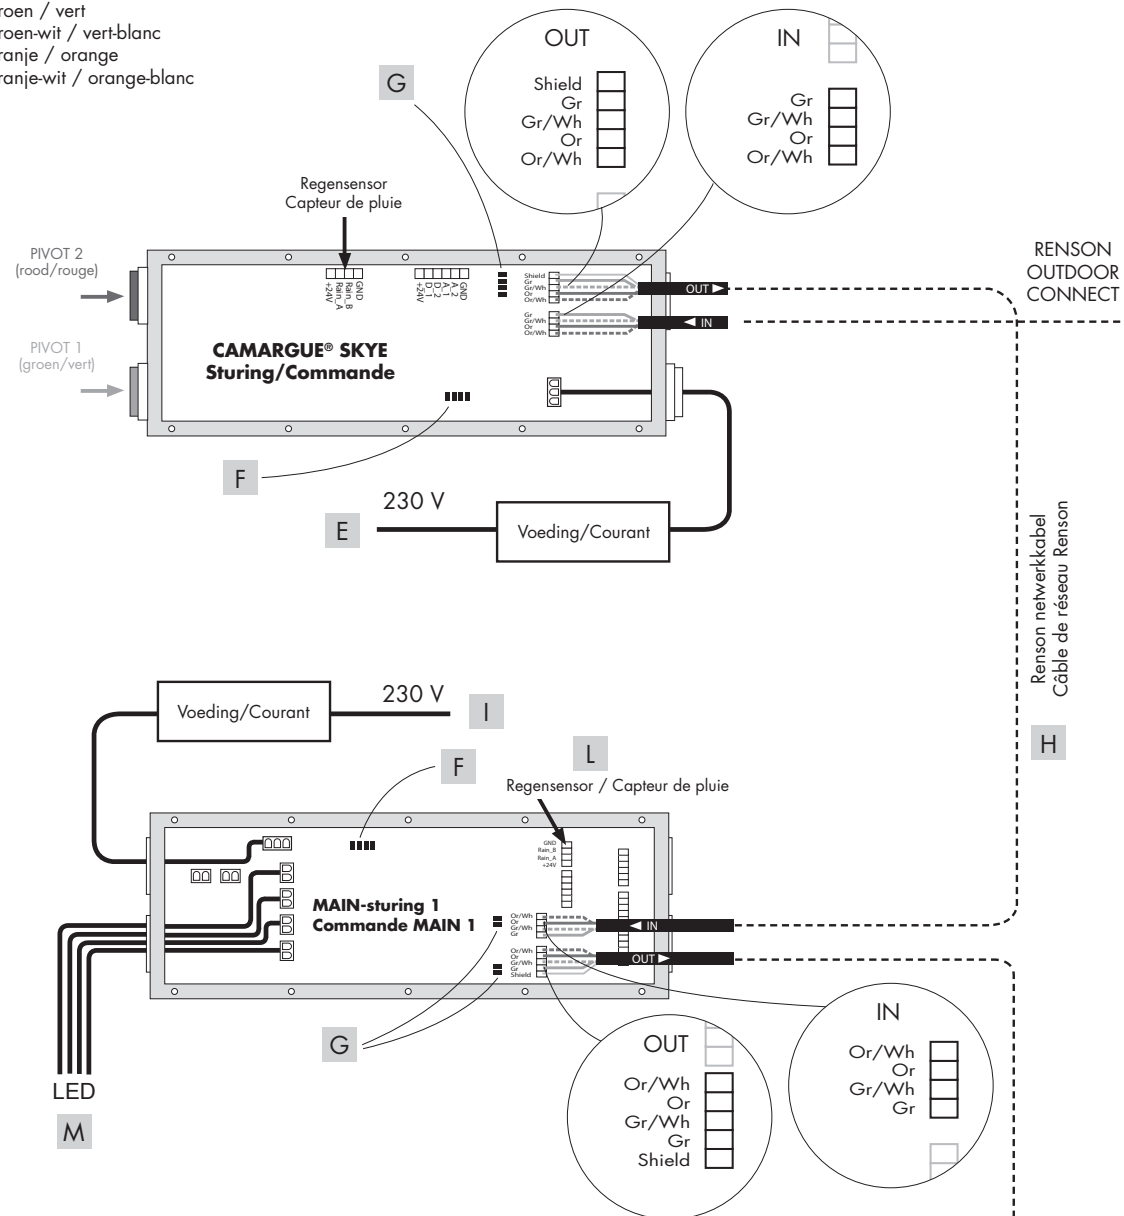 roen / vert
roen-wit / vert-blanc
ranje / orange
ranje-wit / orange-blanc
G
OUT
Shield
Gr
Gr/Wh
Or
Or/Wh
IN
Gr
Gr/Wh
Or
Or/Wh
Regensensor
Capteur de pluie
PIVOT 2
(rood/rouge)
PIVOT 1
(groen/vert)
+24V
Rain_A
Rain_B
GND
+24V
D_1
D_2
A_1
A_2
GND
Shield
Gr
Gr/Wh
Or
Or/Wh
Gr
Gr/Wh
Or
Or/Wh
OUT
IN
RENSON
OUTDOOR
CONNECT
CAMARGUE® SKYE
Sturing/Commande
F
E
230 V
Voeding/Courant
Renson netwerkkabel
Câble de réseau Renson
H
Voeding/Courant
230 V
I
F
L
Regensensor / Capteur de pluie
GND
Rain_B
Rain_A
+24V
MAIN-sturing 1
Commande MAIN 1
Or/Wh
Or
Gr/Wh
Gr
Or/Wh
Or
Gr/Wh
Gr
Shield
IN
OUT
G
LED
M
OUT
Or/Wh
Or
Gr/Wh
Gr
Shield
IN
Or/Wh
Or
Gr/Wh
Gr